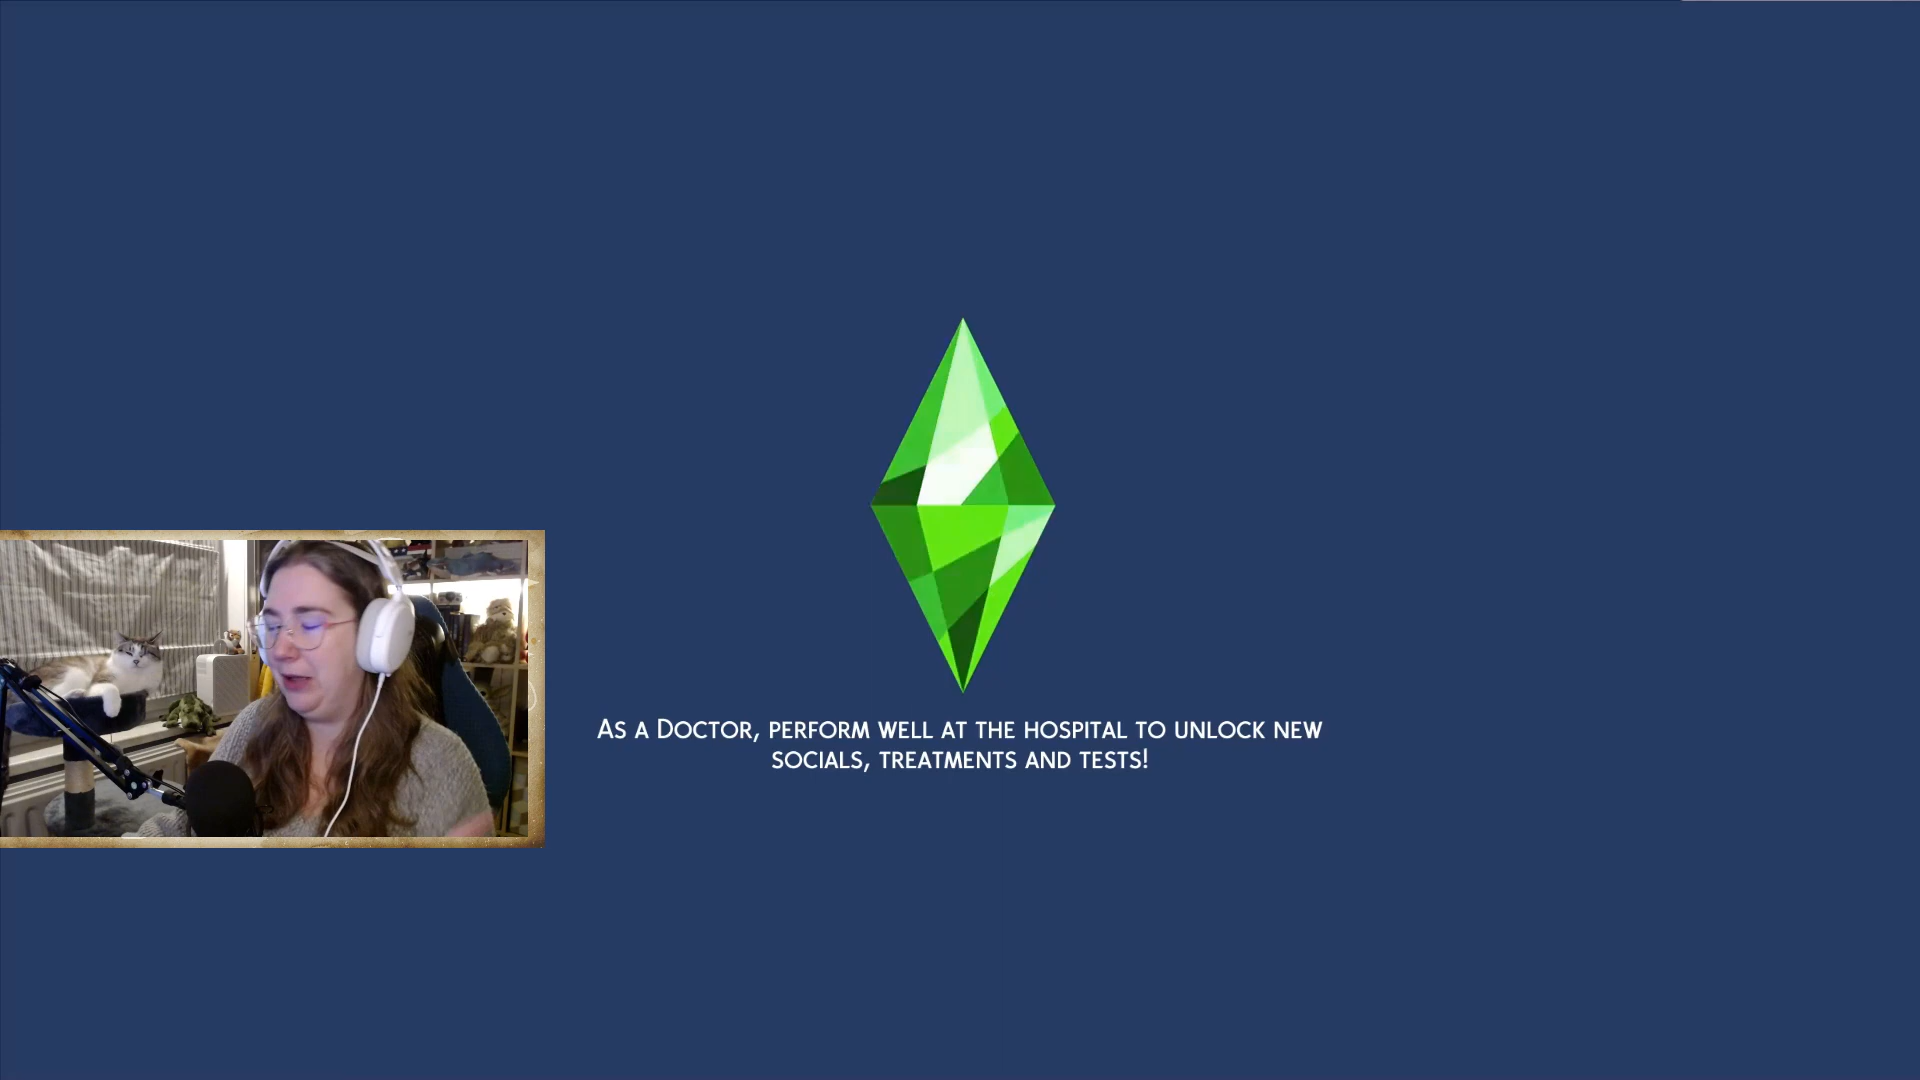 As a Doctor, perform well at the hospital to unlock new
socials, treatments and tests!